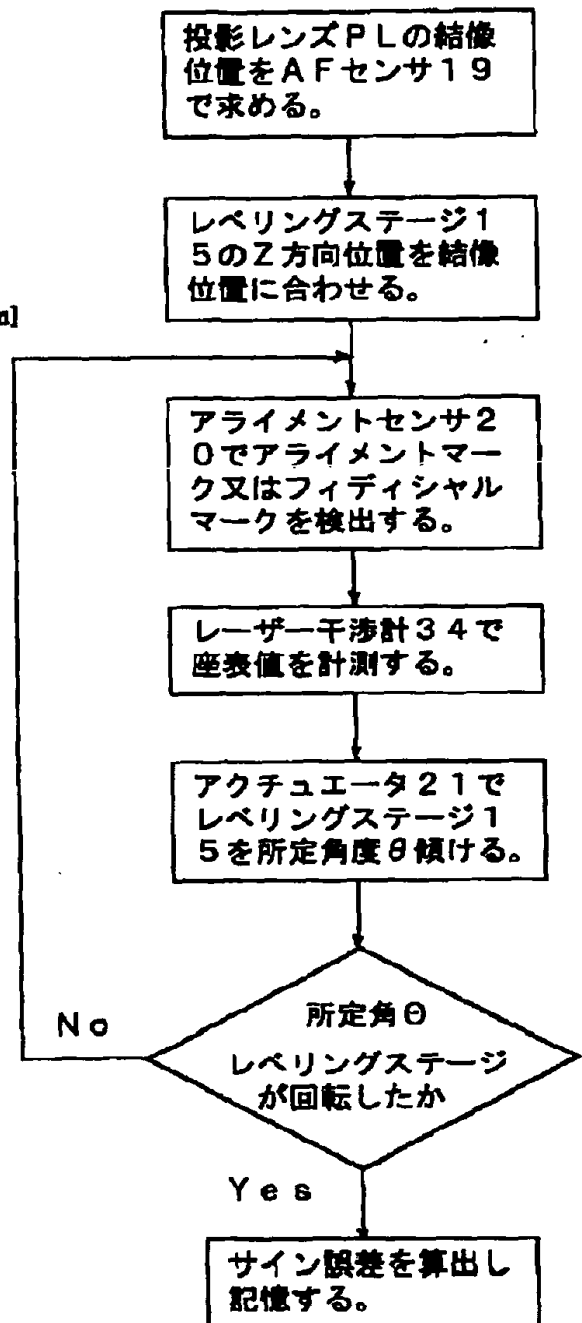 投影レンズPLの結像
位置をAFセンサ19
で求める。
レベリングステージ1
5のZ方向位置を結像
位置に合わせる。
n]
アライメントセンサ2
0でアライメントマー
ク又はフィディシャル
マークを検出する。
レーザー干渉計34で
座表値を計測する。
アクチュエータ21で
レベリングステージ1
5を所定角度θ傾ける。
所定角Θ
レベリングステージ
が回転したか
No
Yes
サイン誤差を算出し
記憶する。